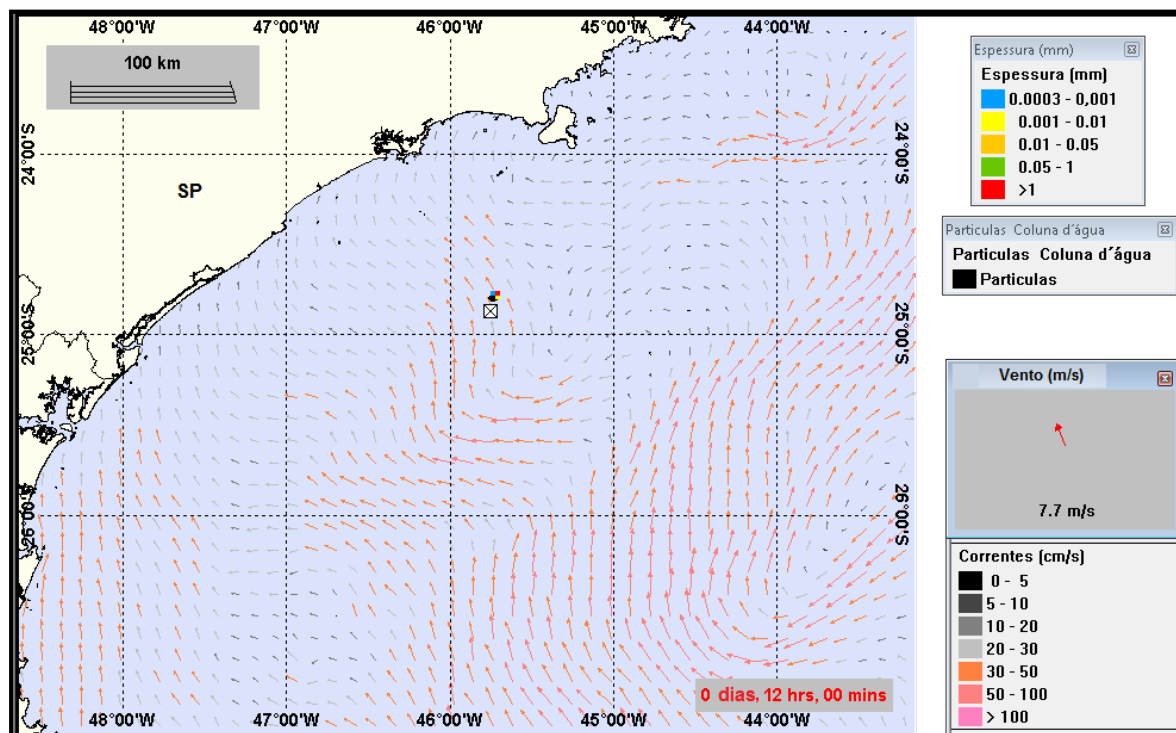 48°00'W 47°00'W 46°00'W 45°00'W 44°00'W
100 km
24°00'S
24°00'S
SP
25°00'S
25°00'S
26°00'S
26°00'S
0 dias, 12 hrs, 00 mins
48°00'W 47°00'W 46°00'W 45°00'W 44°00'W
Espessura (mm)
Espessura (mm)
0.0003 - 0,001
0.001 - 0.01
0.01 - 0.05
0.05 - 1
>1
Particulas Coluna d´água
Particulas Coluna d´água
Particulas
Vento (m/s)
7.7 m/s
Correntes (cm/s)
0 - 5
5 - 10
10 - 20
20 - 30
30 - 50
50 - 100
> 100